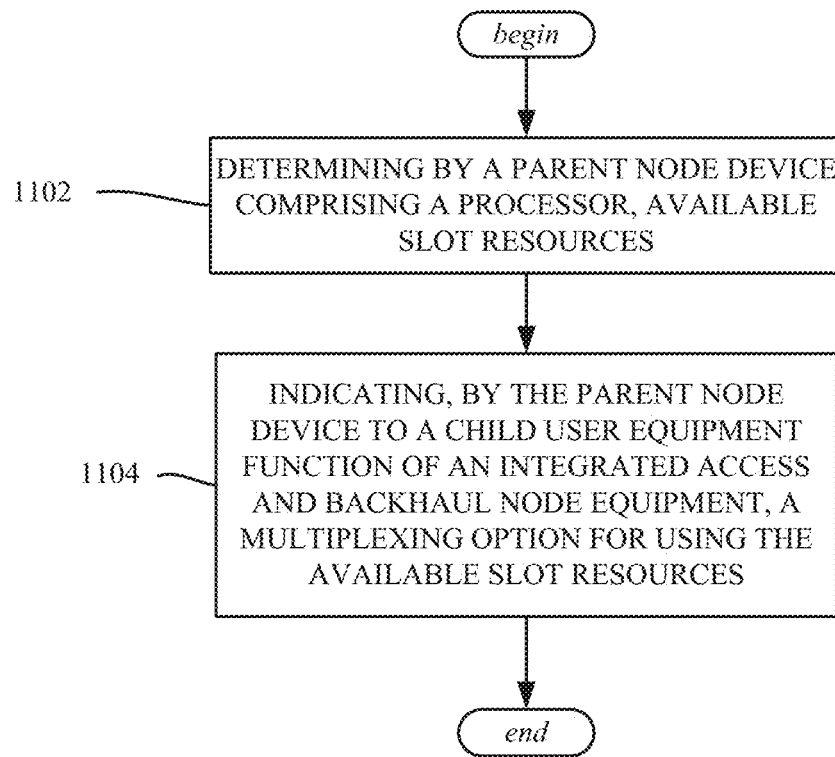 begin
1102
DETERMINING BY A PARENT NODE DEVICE
COMPRISING A PROCESSOR, AVAILABLE
SLOT RESOURCES
INDICATING, BY THE PARENT NODE
DEVICE TO A CHILD USER EQUIPMENT
FUNCTION OF AN INTEGRATED ACCESS
AND BACKHAUL NODE EQUIPMENT, A
MULTIPLEXING OPTION FOR USING THE
AVAILABLE SLOT RESOURCES
1104
end